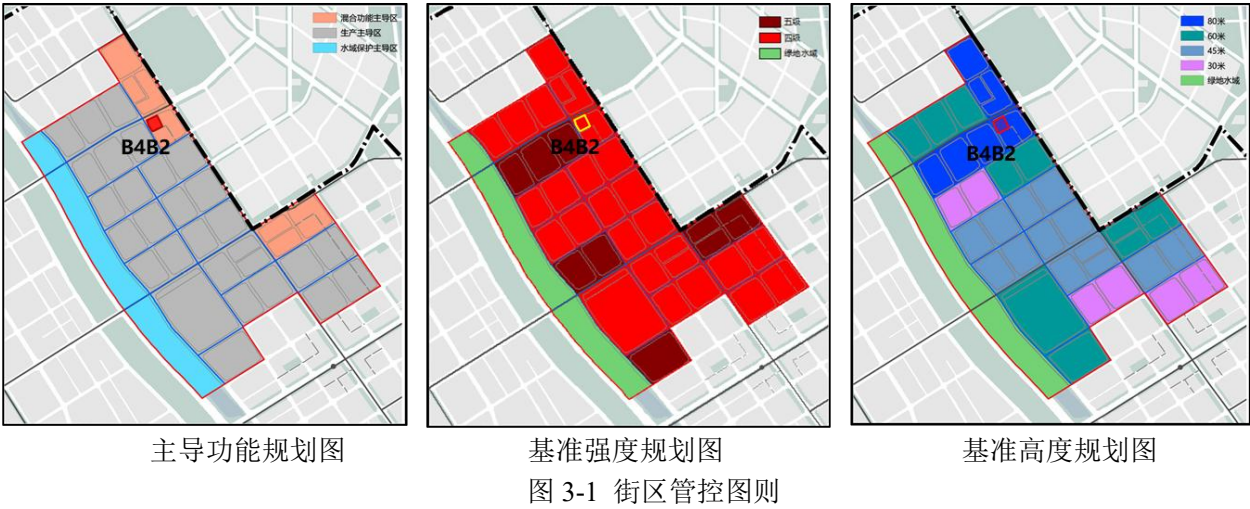 混合功能主导区
生产主导区
水域保护主导区
B4B2
五级
四级
绿地水域
B4B2
80米
60米
45米
30米
绿地水域
B4B2
主导功能规划图
基准强度规划图
基准高度规划图
图 3-1 街区管控图则